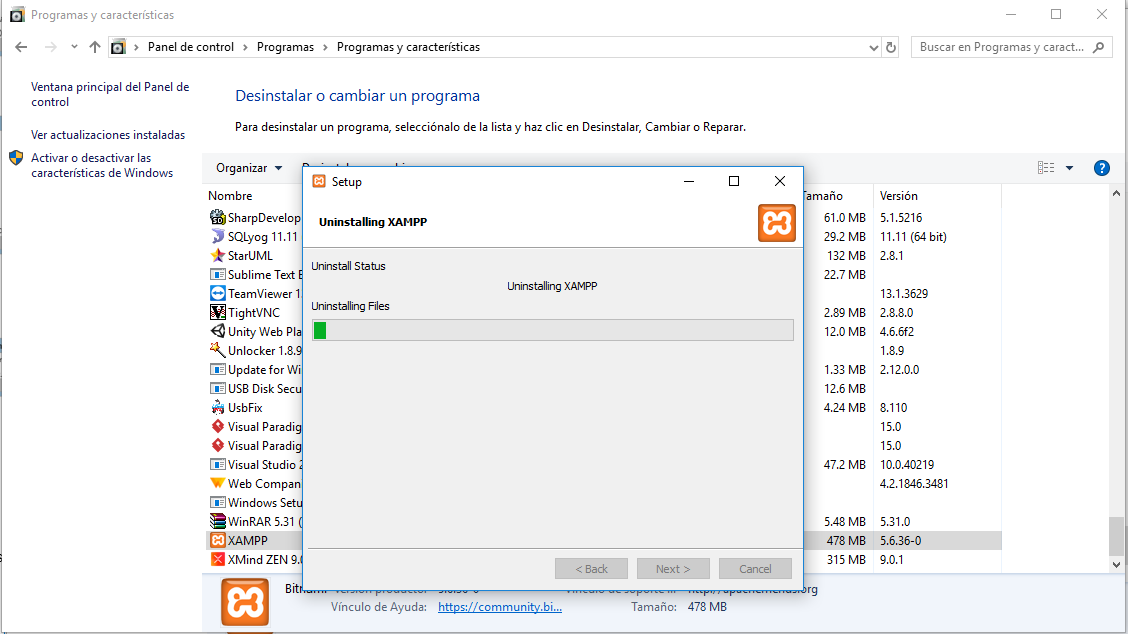 Programas y características
Panel de control > Programas > Programas y características
Buscar en Programas y caract...
Ventana principal del Panel de
control
Ver actualizaciones instaladas
Activar o desactivar las
características de Windows
Desinstalar o cambiar un programa
Para desinstalar un programa, selecciónalo de la lista y haz clic en Desinstalar, Cambiar o Reparar.
Organizar
Nombre
Tamaño
Versión
SharpDevelop 61.0 MB 5.1.5216
SQLyog 11.11 29.2 MB 11.11 (64 bit)
StarUML 132 MB 2.8.1
Sublime Text 22.7 MB
TeamViewer 13.1.3629
TightVNC 2.89 MB 2.8.8.0
Unity Web Pla 12.0 MB 4.6.6f2
Unlocker 1.8.9 1.8.9
Update for Wi 1.33 MB 2.12.0.0
USB Disk Secu 12.6 MB
UsbFix 4.24 MB 8.110
Visual Paradig 15.0
Visual Paradig 15.0
Visual Studio 2 47.2 MB 10.0.40219
Web Compan 4.2.1846.3481
Windows Setu
WinRAR 5.31 ( 5.48 MB 5.31.0
XAMPP 478 MB 5.6.36-0
XMind ZEN 9.0 315 MB 9.0.1
Setup
Uninstalling XAMPP
Uninstall Status
Uninstalling XAMPP
Uninstalling Files
< Back
Next >
Cancel
Vínculo de Ayuda: https://community.bi... Tamaño: 478 MB